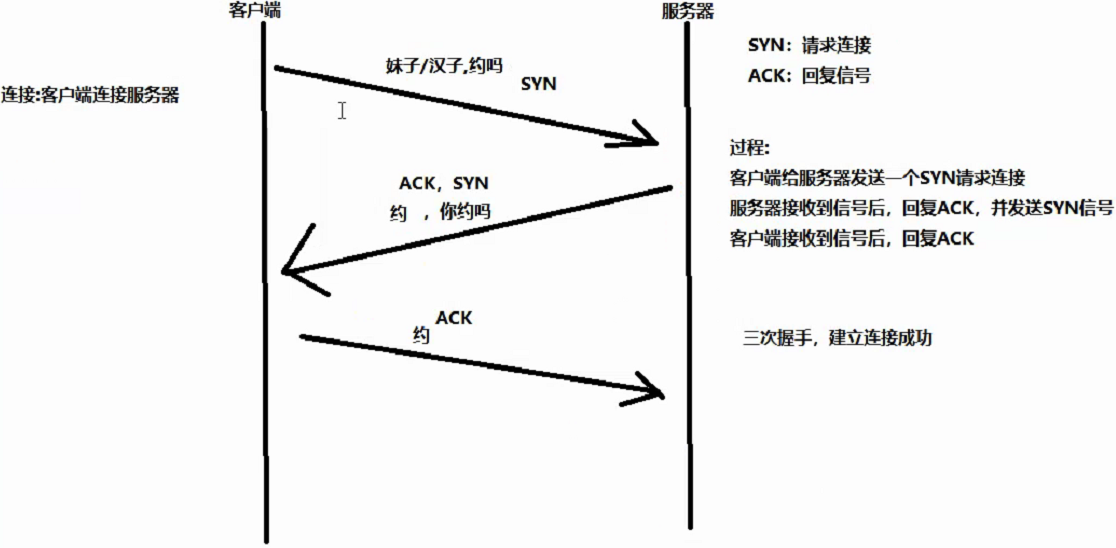 客户端
服务器
SYN：请求连接
ACK：回复信号
妹子/汉子,约吗
SYN
连接:客户端连接服务器
过程:
客户端给服务器发送一个SYN请求连接
服务器接收到信号后，回复ACK，并发送SYN信号
客户端接收到信号后，回复ACK
ACK，SYN
约 ，你约吗
ACK
约
三次握手，建立连接成功